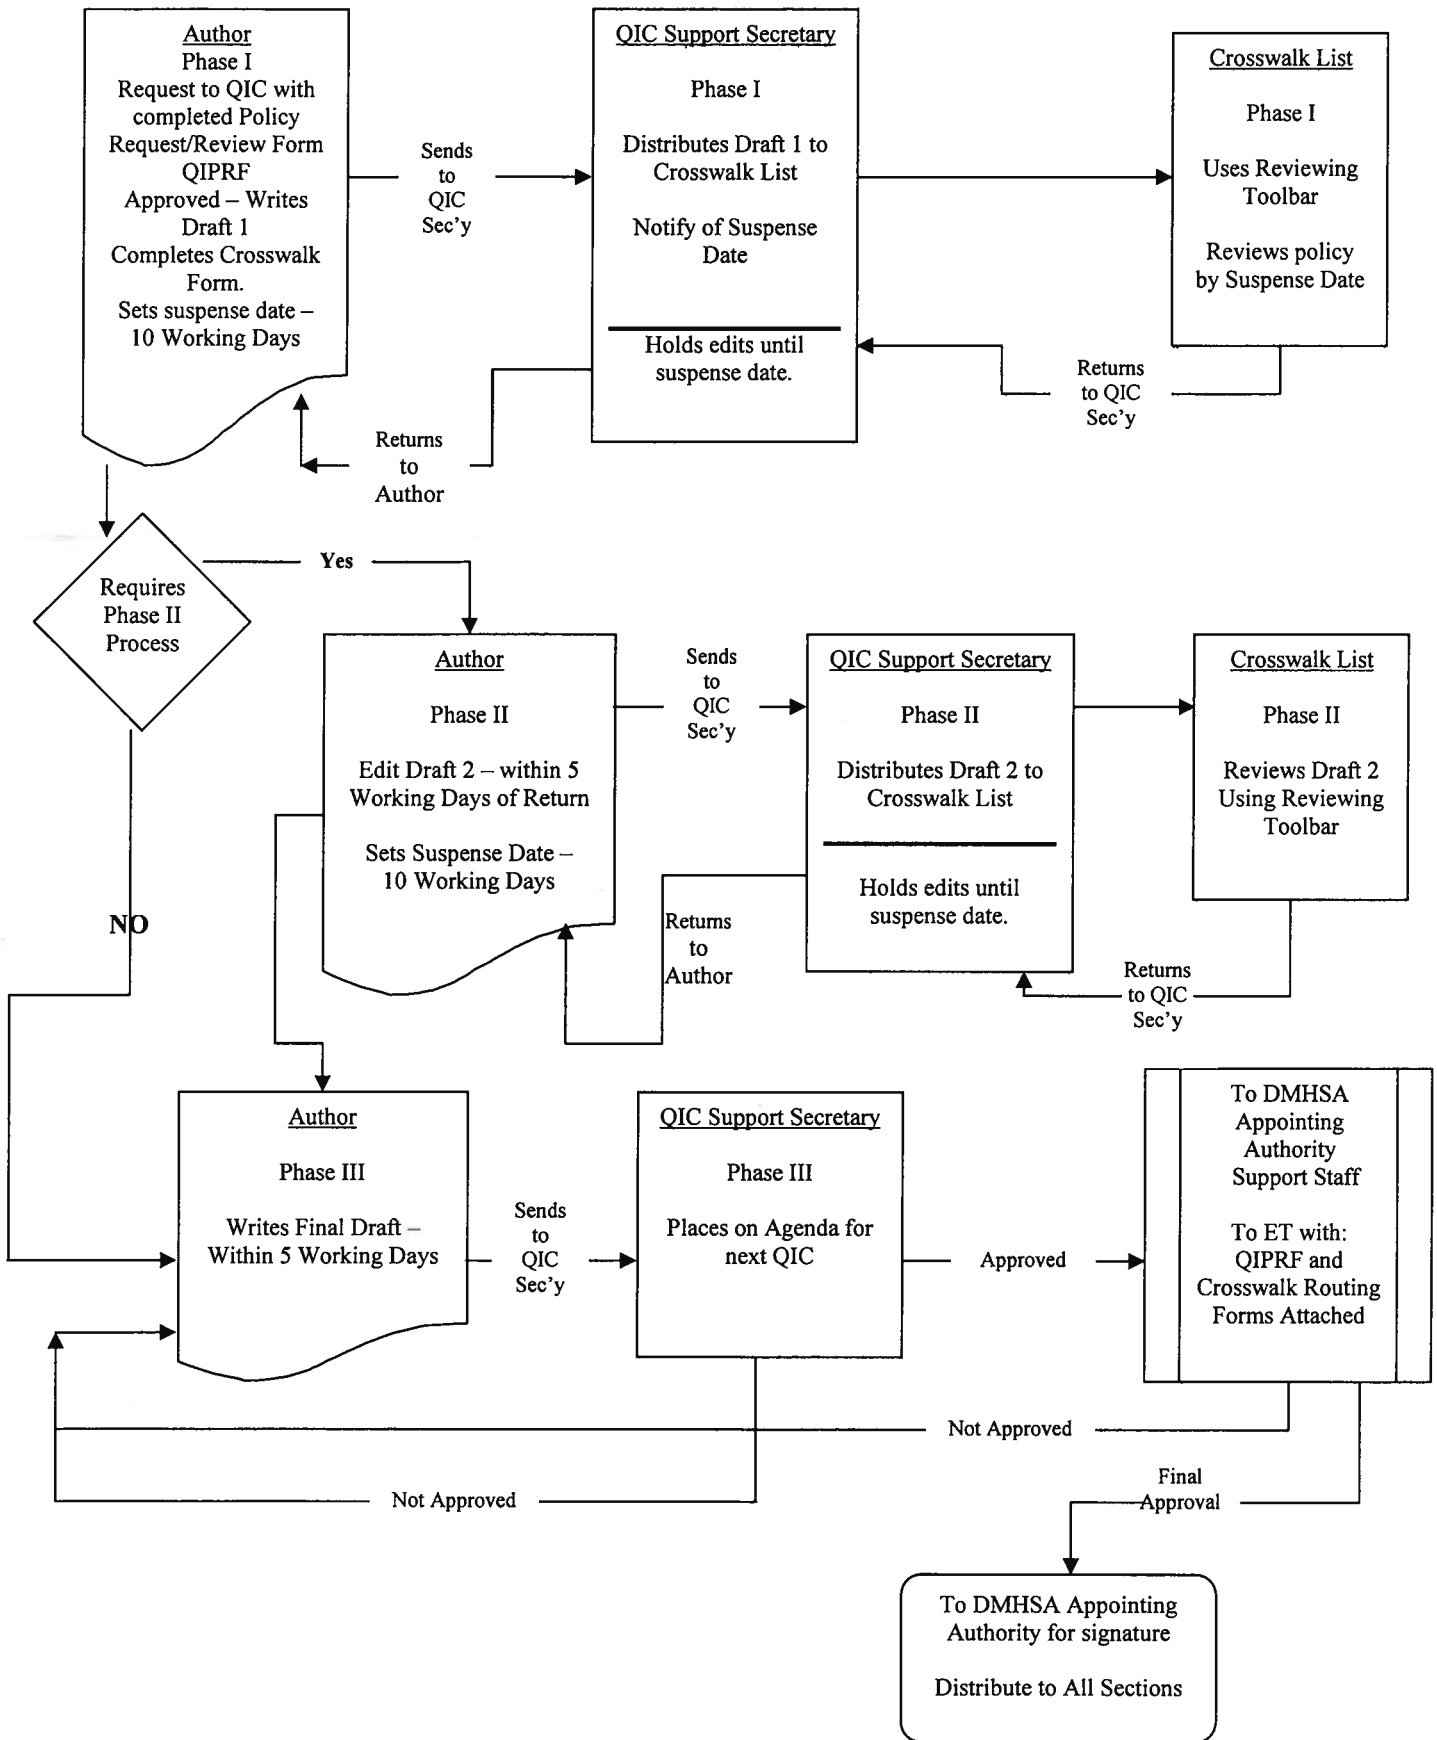 Author
Phase I
Request to QIC with
completed Policy
Request/Review Form
QIPRF
Approved – Writes
Draft 1
Completes Crosswalk
Form.
Sets suspense date –
10 Working Days
Sends
to
QIC
Sec'y
QIC Support Secretary
Phase I
Distributes Draft 1 to
Crosswalk List
Notify of Suspense
Date
Holds edits until
suspense date.
Crosswalk List
Phase I
Uses Reviewing
Toolbar
Reviews policy
by Suspense Date
Returns
to QIC
Sec'y
Returns
to
Author
Requires
Phase II
Process
Yes
NO
Author
Phase II
Edit Draft 2 – within 5
Working Days of Return
Sets Suspense Date –
10 Working Days
Sends
to
QIC
Sec'y
QIC Support Secretary
Phase II
Distributes Draft 2 to
Crosswalk List
Holds edits until
suspense date.
Crosswalk List
Phase II
Reviews Draft 2
Using Reviewing
Toolbar
Returns
to
Author
Returns
to QIC
Sec'y
Author
Phase III
Writes Final Draft –
Within 5 Working Days
Sends
to
QIC
Sec'y
QIC Support Secretary
Phase III
Places on Agenda for
next QIC
Approved
To DMHSA
Appointing
Authority
Support Staff
To ET with:
QIPRF and
Crosswalk Routing
Forms Attached
Not Approved
Not Approved
Final
Approval
To DMHSA Appointing
Authority for signature
Distribute to All Sections